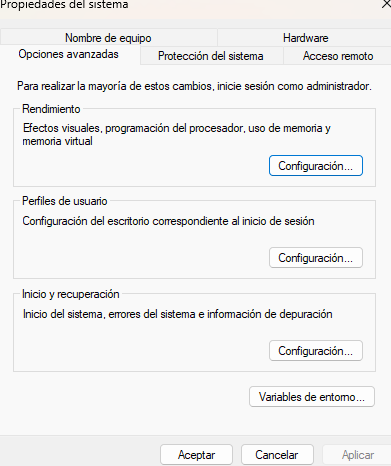 Propiedades del sistema
Nombre de equipo
Hardware
Opciones avanzadas
Protección del sistema
Acceso remoto
Para realizar la mayoría de estos cambios, inicie sesión como administrador.
Rendimiento
Efectos visuales, programación del procesador, uso de memoria y
memoria virtual
Configuración...
Perfiles de usuario
Configuración del escritorio correspondiente al inicio de sesión
Configuración...
Inicio y recuperación
Inicio del sistema, errores del sistema e información de depuración
Configuración...
Variables de entorno...
Aceptar
Cancelar
Aplicar